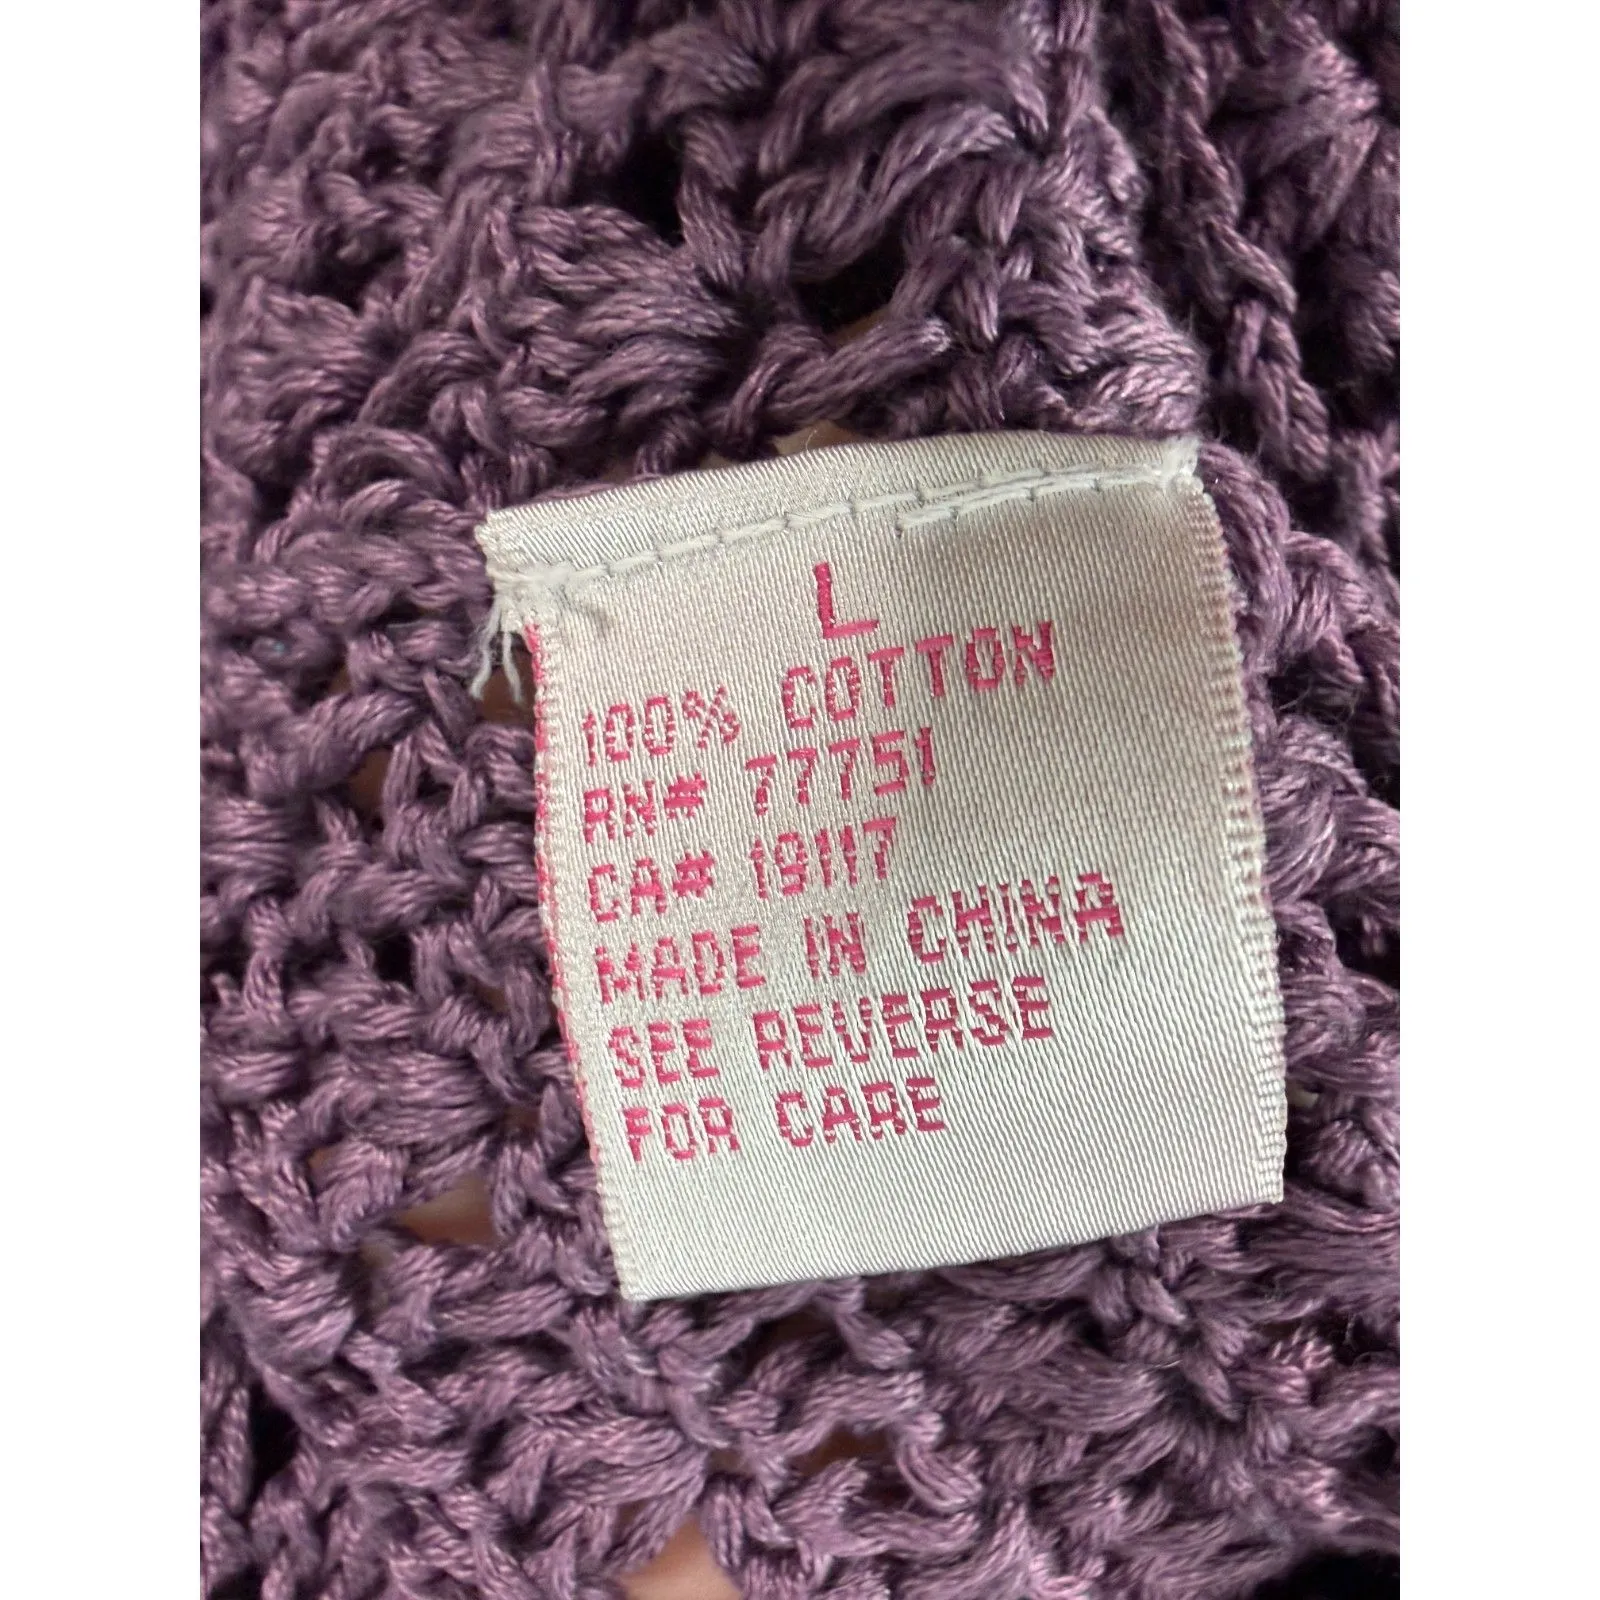 L
100% COTTON
RN# 77751
CA# 19117
MADE IN CHINA
SEE REVERSE
FOR CARE